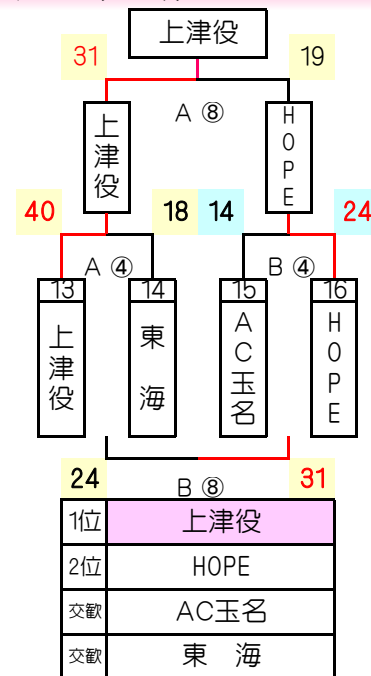 上津役
31 19
A ⑧
上津役 HOPE
40 18 14 24
A ④ B ④
13 14 15 16
上津役 東 海 AC玉名 HOPE
24 31
B ⑧
1位 上津役
2位 HOPE
交歓 AC玉名
交歓 東 海